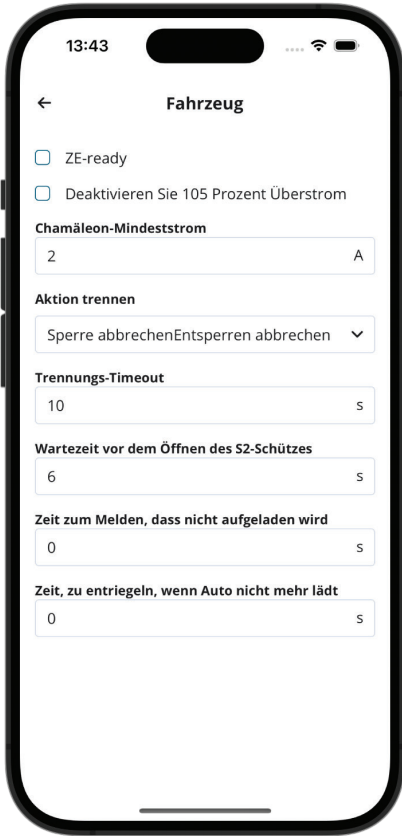 13:43
Fahrzeug
ZE-ready
Deaktivieren Sie 105 Prozent Überstrom
Chamäleon-Mindeststrom
2 A
Aktion trennen
Sperre abbrechenEntsperren abbrechen
Trennungs-Timeout
10 s
Wartezeit vor dem Öffnen des S2-Schützes
6 s
Zeit zum Melden, dass nicht aufgeladen wird
0 s
Zeit, zu entriegeln, wenn Auto nicht mehr lädt
0 s